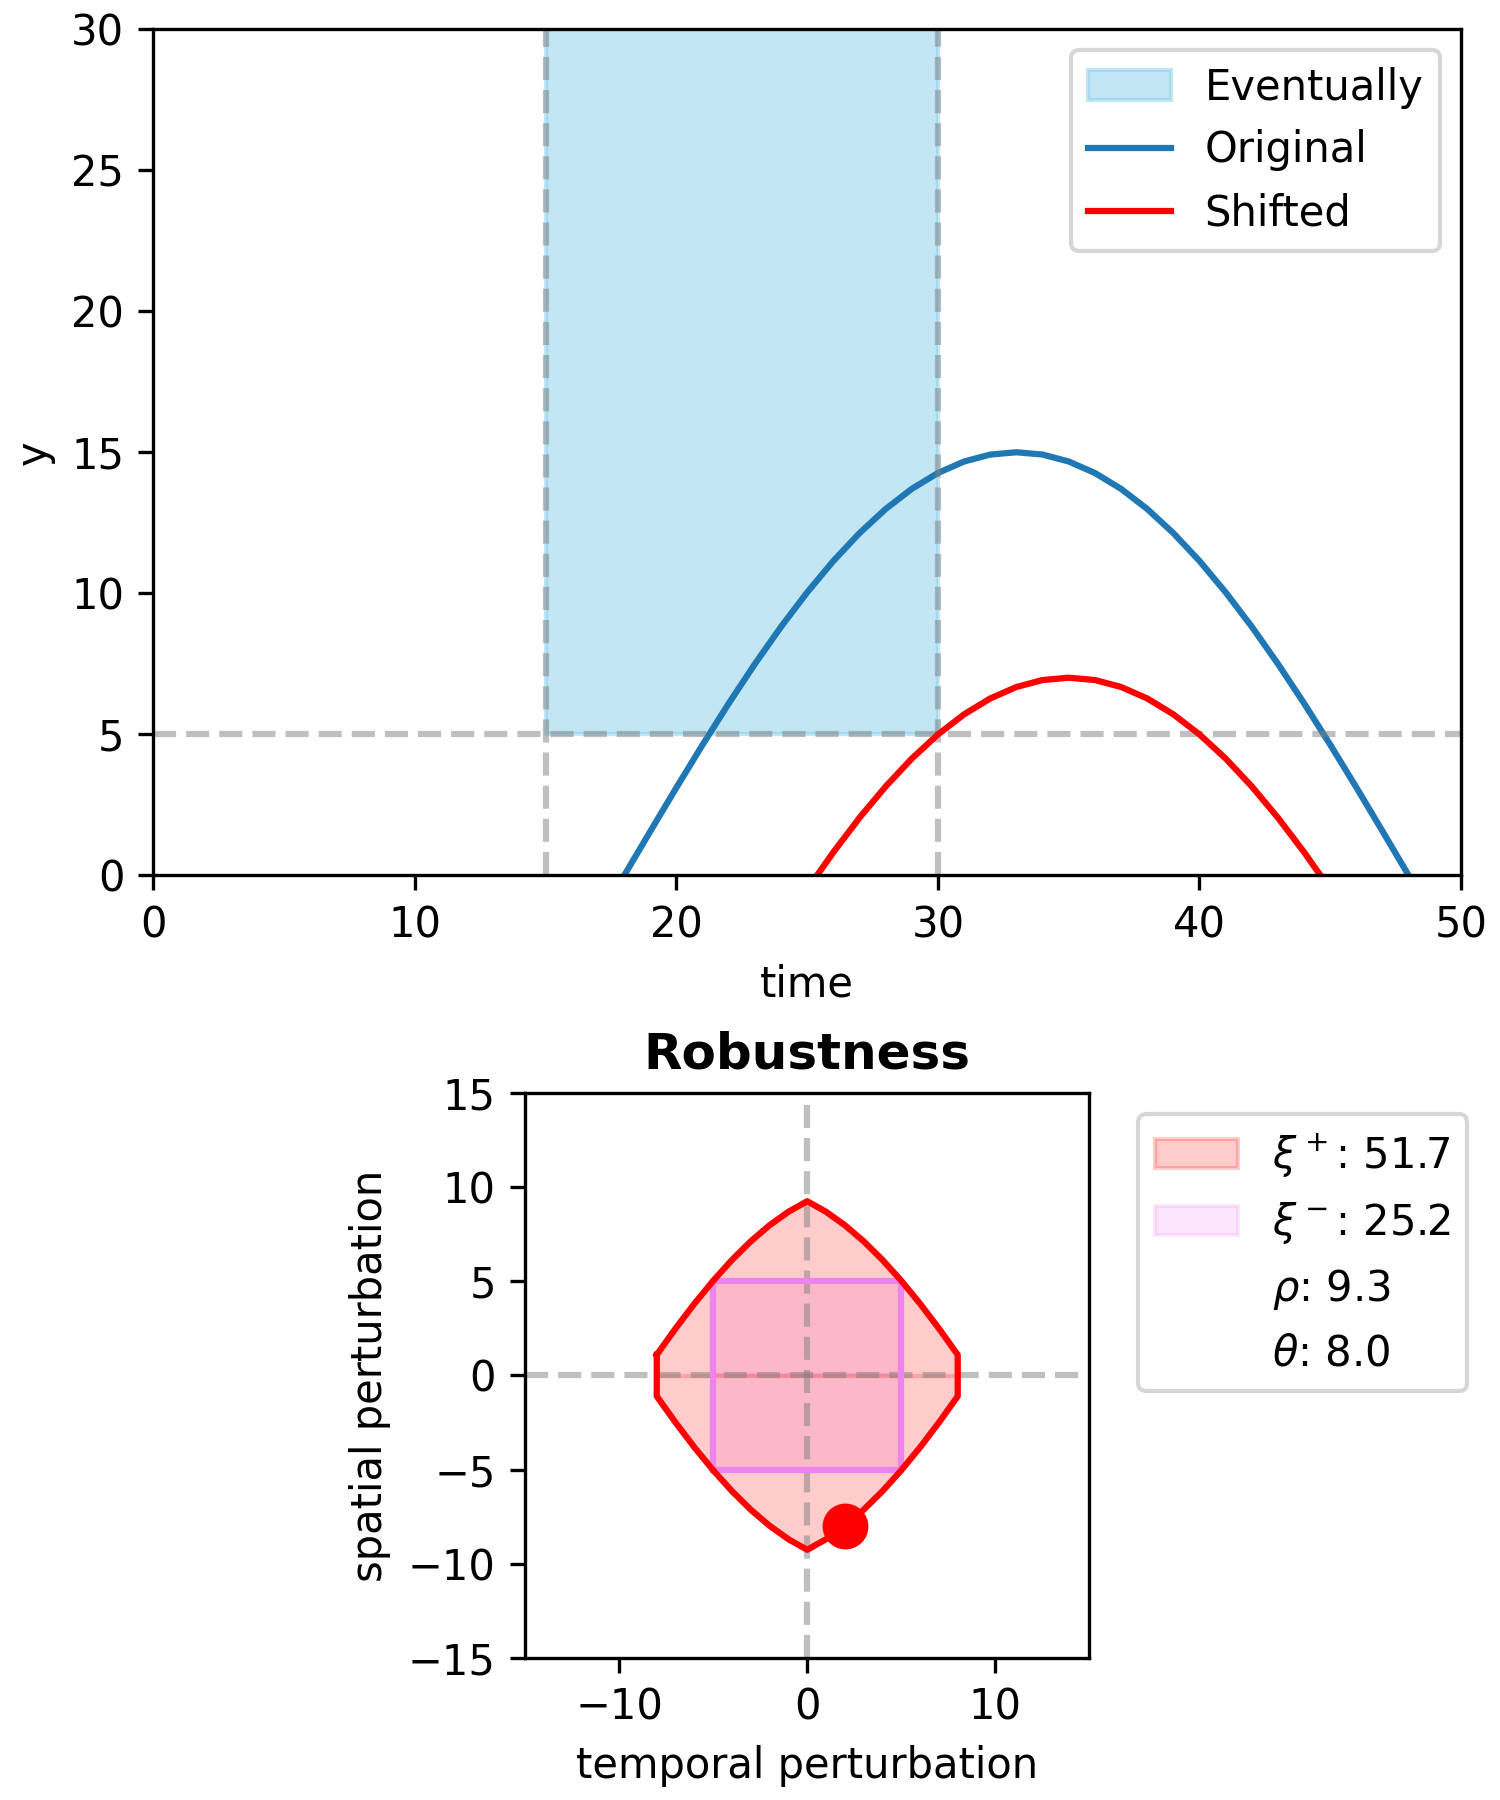 30
25
20
15
10
5
0
y
Eventually
Original
Shifted
0 10 20 30 40 50
time
Robustness
15
10
5
0
−5
−10
−15
spatial perturbation
ξ⁺: 51.7
ξ⁻: 25.2
ρ: 9.3
θ: 8.0
−10 0 10
temporal perturbation